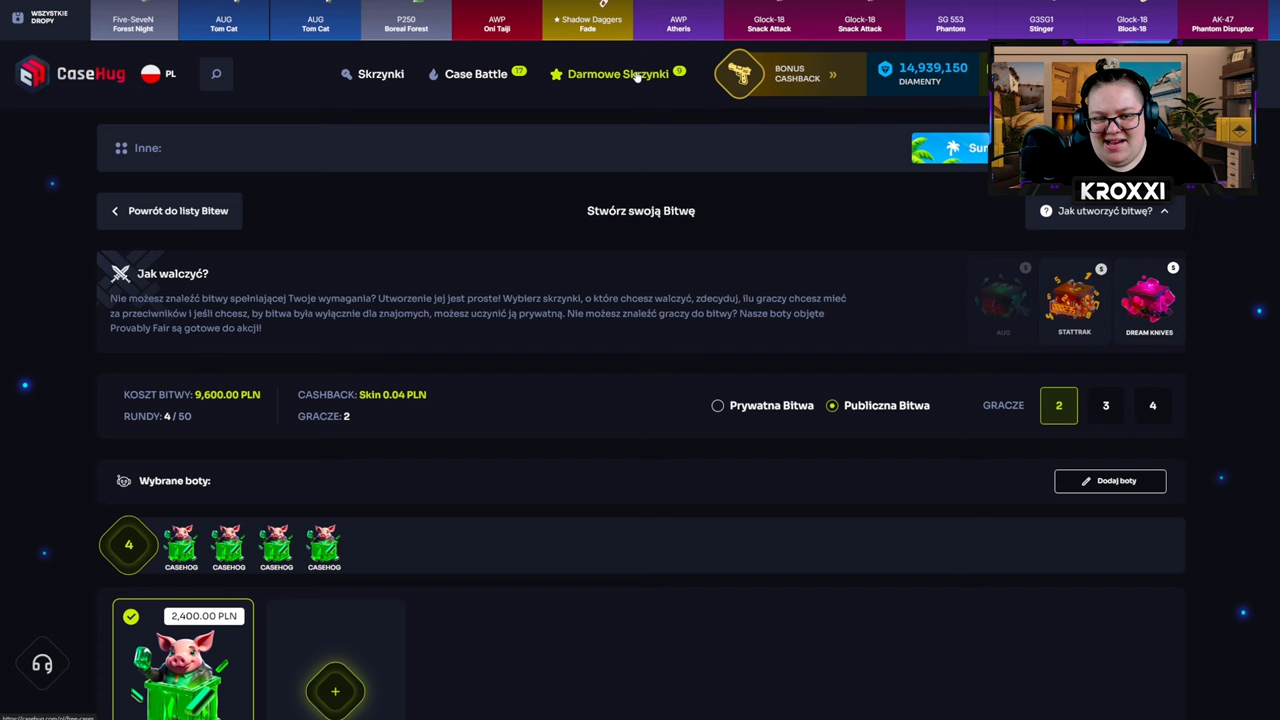 WSZYSTKIE
DROPY
Five-SeveN
Forest Night
AUG
Tom Cat
AUG
Tom Cat
P250
Boreal Forest
AWP
Oni Taiji
★ Shadow Daggers
Fade
AWP
Atheris
Glock-18
Snack Attack
Glock-18
Snack Attack
SG 553
Phantom
G3SG1
Stinger
Glock-18
Block-18
AK-47
Phantom Disruptor
CaseHug
PL
Skrzynki
Case Battle 17
Darmowe Skrzynki 9
BONUS
CASHBACK »
14,939,150
DIAMENTY
Inne:
Sum
KROXXI
Powrót do listy Bitew
Stwórz swoją Bitwę
? Jak utworzyć bitwę?
Jak walczyć?
Nie możesz znaleźć bitwy spełniającej Twoje wymagania? Utworzenie jej jest proste! Wybierz skrzynki, o które chcesz walczyć, zdecyduj, ilu graczy chcesz mieć
za przeciwników i jeśli chcesz, by bitwa była wyłącznie dla znajomych, możesz uczynić ją prywatną. Nie możesz znaleźć graczy do bitwy? Nasze boty objęte
Provably Fair są gotowe do akcji!
$
$
$
AUG
STATTRAK
DREAM KNIVES
KOSZT BITWY: 9,600.00 PLN
CASHBACK: Skin 0.04 PLN
RUNDY: 4 / 50
GRACZE: 2
Prywatna Bitwa
Publiczna Bitwa
GRACZE
2
3
4
Wybrane boty:
Dodaj boty
4
CASEHOG
CASEHOG
CASEHOG
CASEHOG
2,400.00 PLN
+